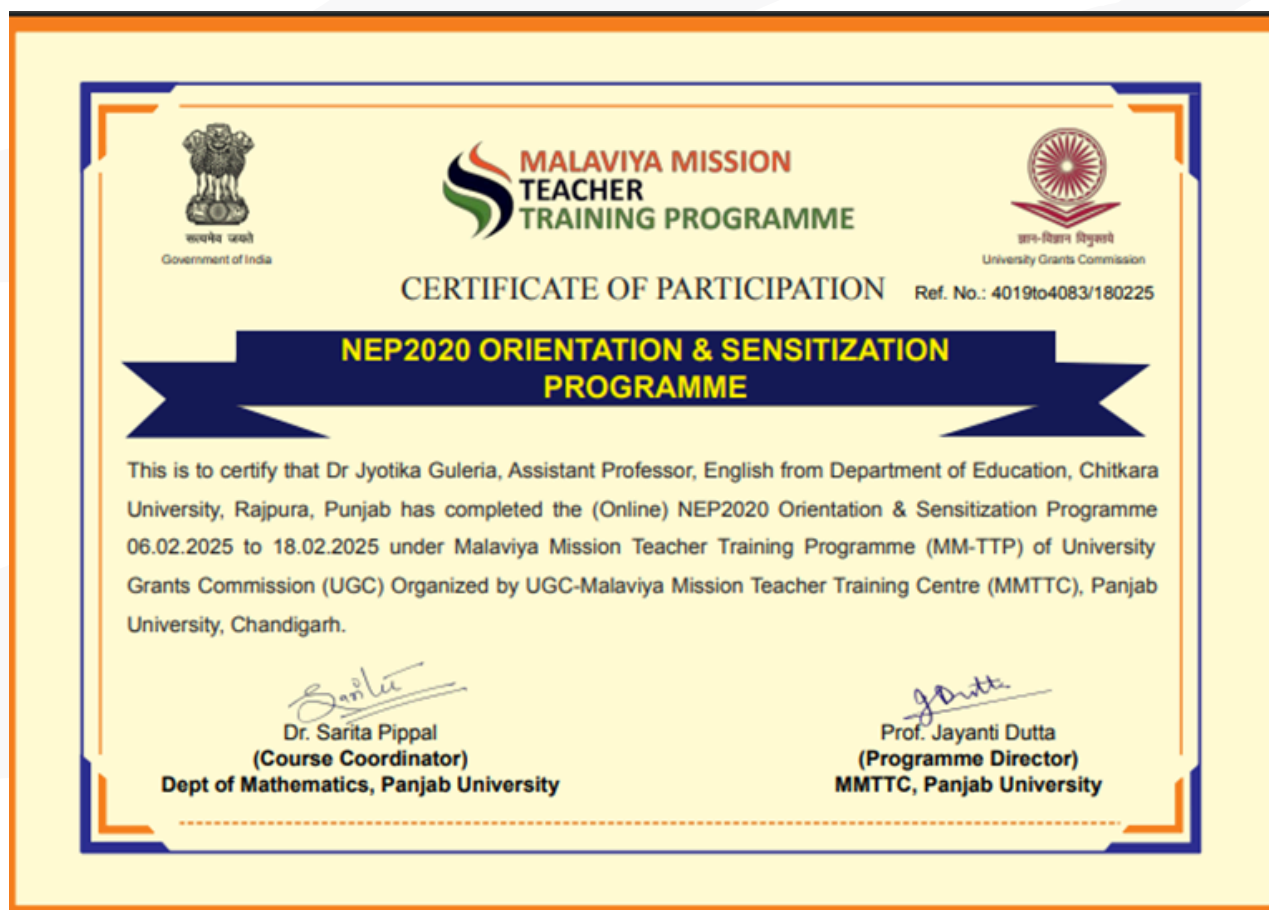 MALAVIYA MISSION
TEACHER
TRAINING PROGRAMME
सत्यमेव जयते
Government of India
ज्ञान-विज्ञान विमुक्तये
University Grants Commission
CERTIFICATE OF PARTICIPATION
Ref. No.: 4019to4083/180225
NEP2020 ORIENTATION & SENSITIZATION
PROGRAMME
This is to certify that Dr Jyotika Guleria, Assistant Professor, English from Department of Education, Chitkara
University, Rajpura, Punjab has completed the (Online) NEP2020 Orientation & Sensitization Programme
06.02.2025 to 18.02.2025 under Malaviya Mission Teacher Training Programme (MM-TTP) of University
Grants Commission (UGC) Organized by UGC-Malaviya Mission Teacher Training Centre (MMTTC), Panjab
University, Chandigarh.
Sarita
J Dutta
Dr. Sarita Pippal
(Course Coordinator)
Dept of Mathematics, Panjab University
Prof. Jayanti Dutta
(Programme Director)
MMTTC, Panjab University